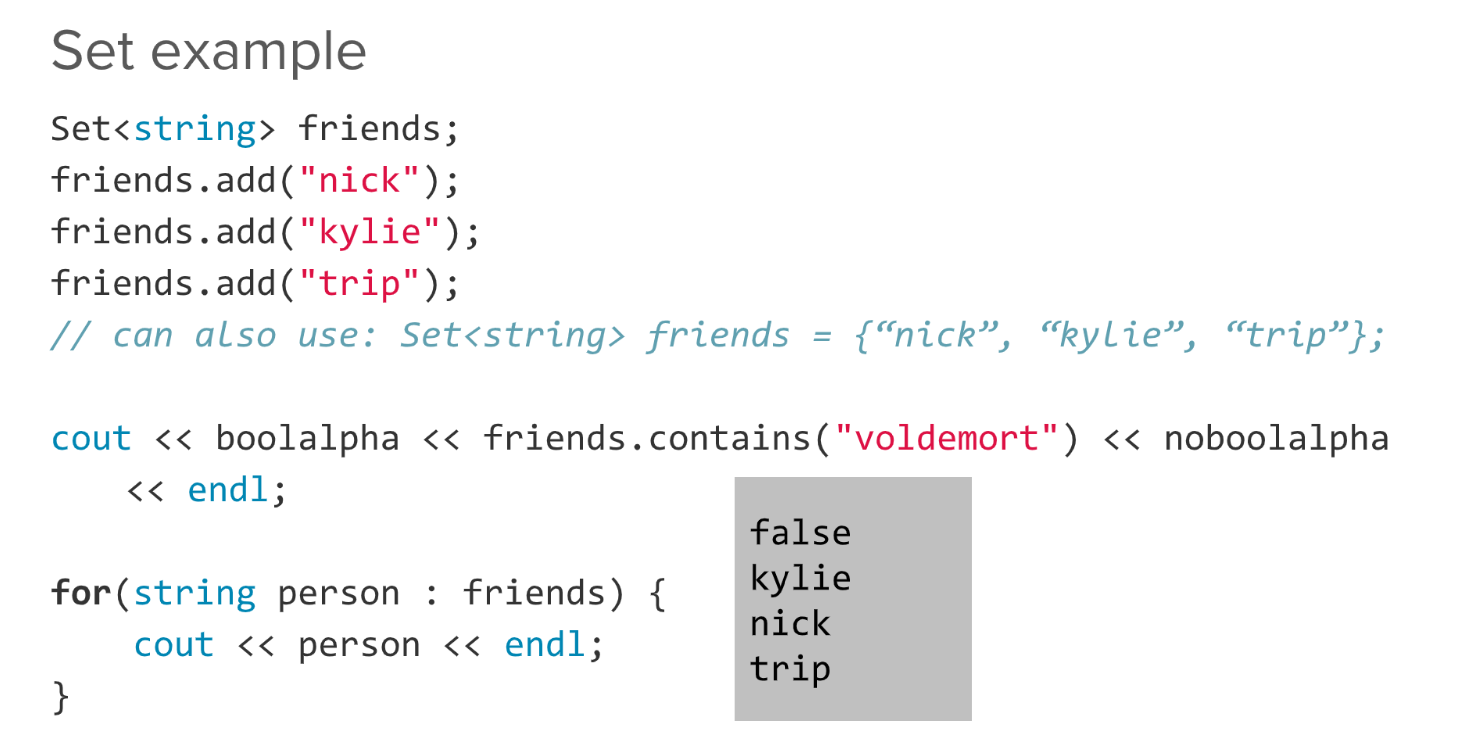 Set example
Set<string> friends;
friends.add("nick");
friends.add("kylie");
friends.add("trip");
// can also use: Set<string> friends = {“nick”, “kylie”, “trip”};
cout << boolalpha << friends.contains("voldemort") << noboolalpha
    << endl;
for(string person : friends) {
    cout << person << endl;
}
false
kylie
nick
trip